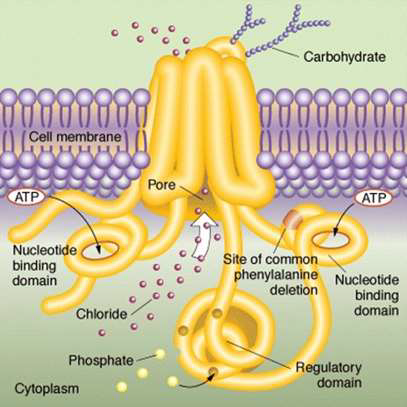 Carbohydrate
Cell membrane
Pore
ATP
ATP
Nucleotide
binding
domain
Site of common
phenylalanine
deletion
Nucleotide
binding
domain
Chloride
Phosphate
Regulatory
domain
Cytoplasm